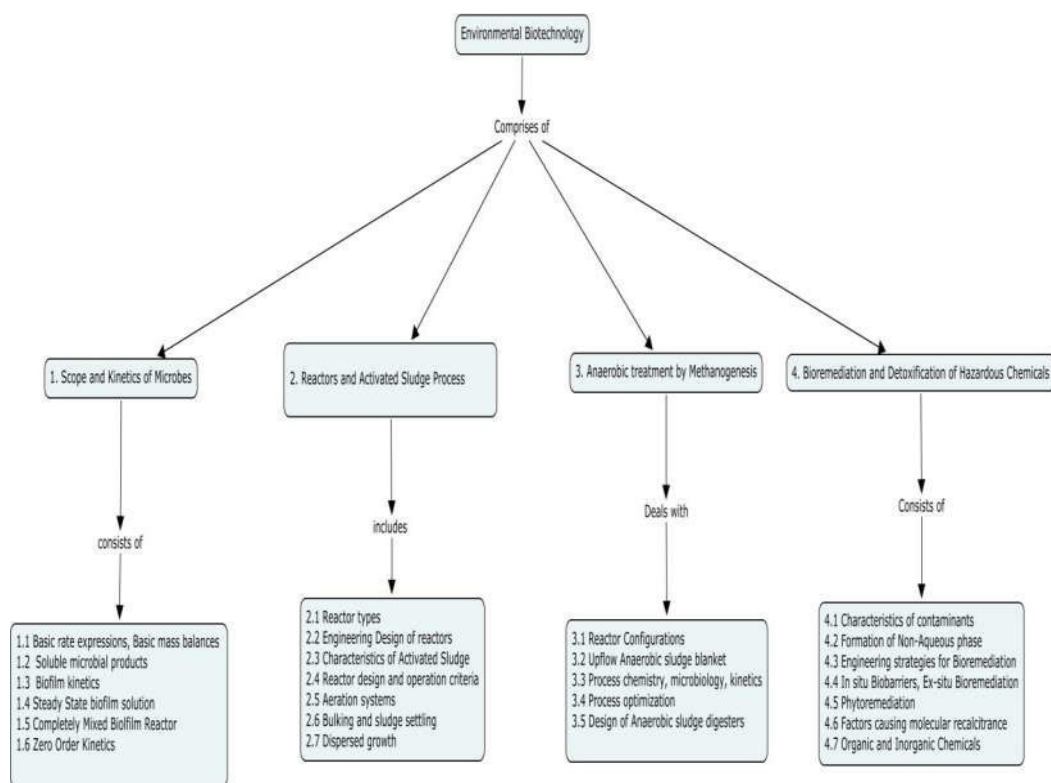 Environmental Biotechnology
Comprises of
1. Scope and Kinetics of Microbes
consists of
1.1 Basic rate expressions, Basic mass balances
1.2 Soluble microbial products
1.3 Biofilm kinetics
1.4 Steady State biofilm solution
1.5 Completely Mixed Biofilm Reactor
1.6 Zero Order Kinetics
2. Reactors and Activated Sludge Process
includes
2.1 Reactor types
2.2 Engineering Design of reactors
2.3 Characteristics of Activated Sludge
2.4 Reactor design and operation criteria
2.5 Aeration systems
2.6 Bulking and sludge settling
2.7 Dispersed growth
3. Anaerobic treatment by Methanogenesis
Deals with
3.1 Reactor Configurations
3.2 Upflow Anaerobic sludge blanket
3.3 Process chemistry, microbiology, kinetics
3.4 Process optimization
3.5 Design of Anaerobic sludge digesters
4. Bioremediation and Detoxification of Hazardous Chemicals
Consists of
4.1 Characteristics of contaminants
4.2 Formation of Non-Aqueous phase
4.3 Engineering strategies for Bioremediation
4.4 In situ Biobarriers, Ex-situ Bioremediation
4.5 Phytoremediation
4.6 Factors causing molecular recalcitrance
4.7 Organic and Inorganic Chemicals